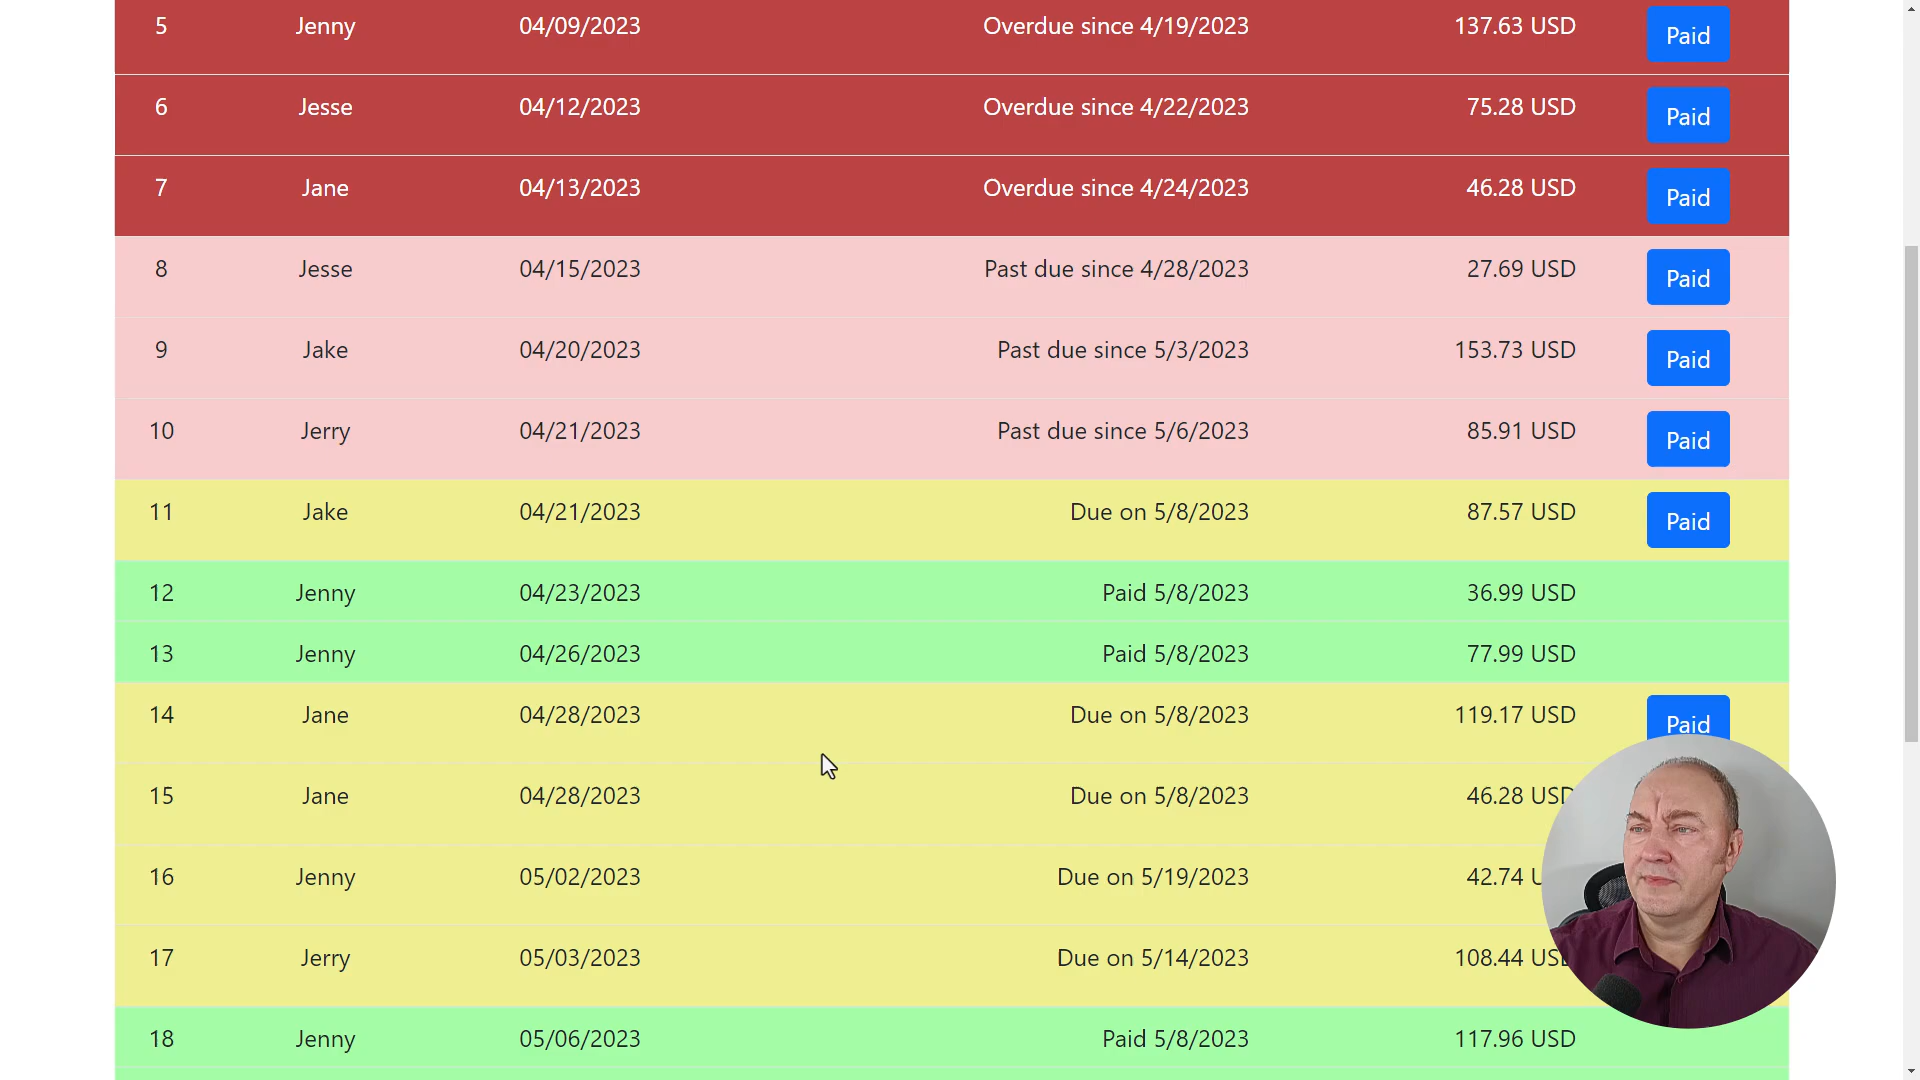 5 Jenny 04/09/2023 Overdue since 4/19/2023 137.63 USD Paid
6 Jesse 04/12/2023 Overdue since 4/22/2023 75.28 USD Paid
7 Jane 04/13/2023 Overdue since 4/24/2023 46.28 USD Paid
8 Jesse 04/15/2023 Past due since 4/28/2023 27.69 USD Paid
9 Jake 04/20/2023 Past due since 5/3/2023 153.73 USD Paid
10 Jerry 04/21/2023 Past due since 5/6/2023 85.91 USD Paid
11 Jake 04/21/2023 Due on 5/8/2023 87.57 USD Paid
12 Jenny 04/23/2023 Paid 5/8/2023 36.99 USD
13 Jenny 04/26/2023 Paid 5/8/2023 77.99 USD
14 Jane 04/28/2023 Due on 5/8/2023 119.17 USD Paid
15 Jane 04/28/2023 Due on 5/8/2023 46.28 USD
16 Jenny 05/02/2023 Due on 5/19/2023 42.74
17 Jerry 05/03/2023 Due on 5/14/2023 108.44 USD
18 Jenny 05/06/2023 Paid 5/8/2023 117.96 USD